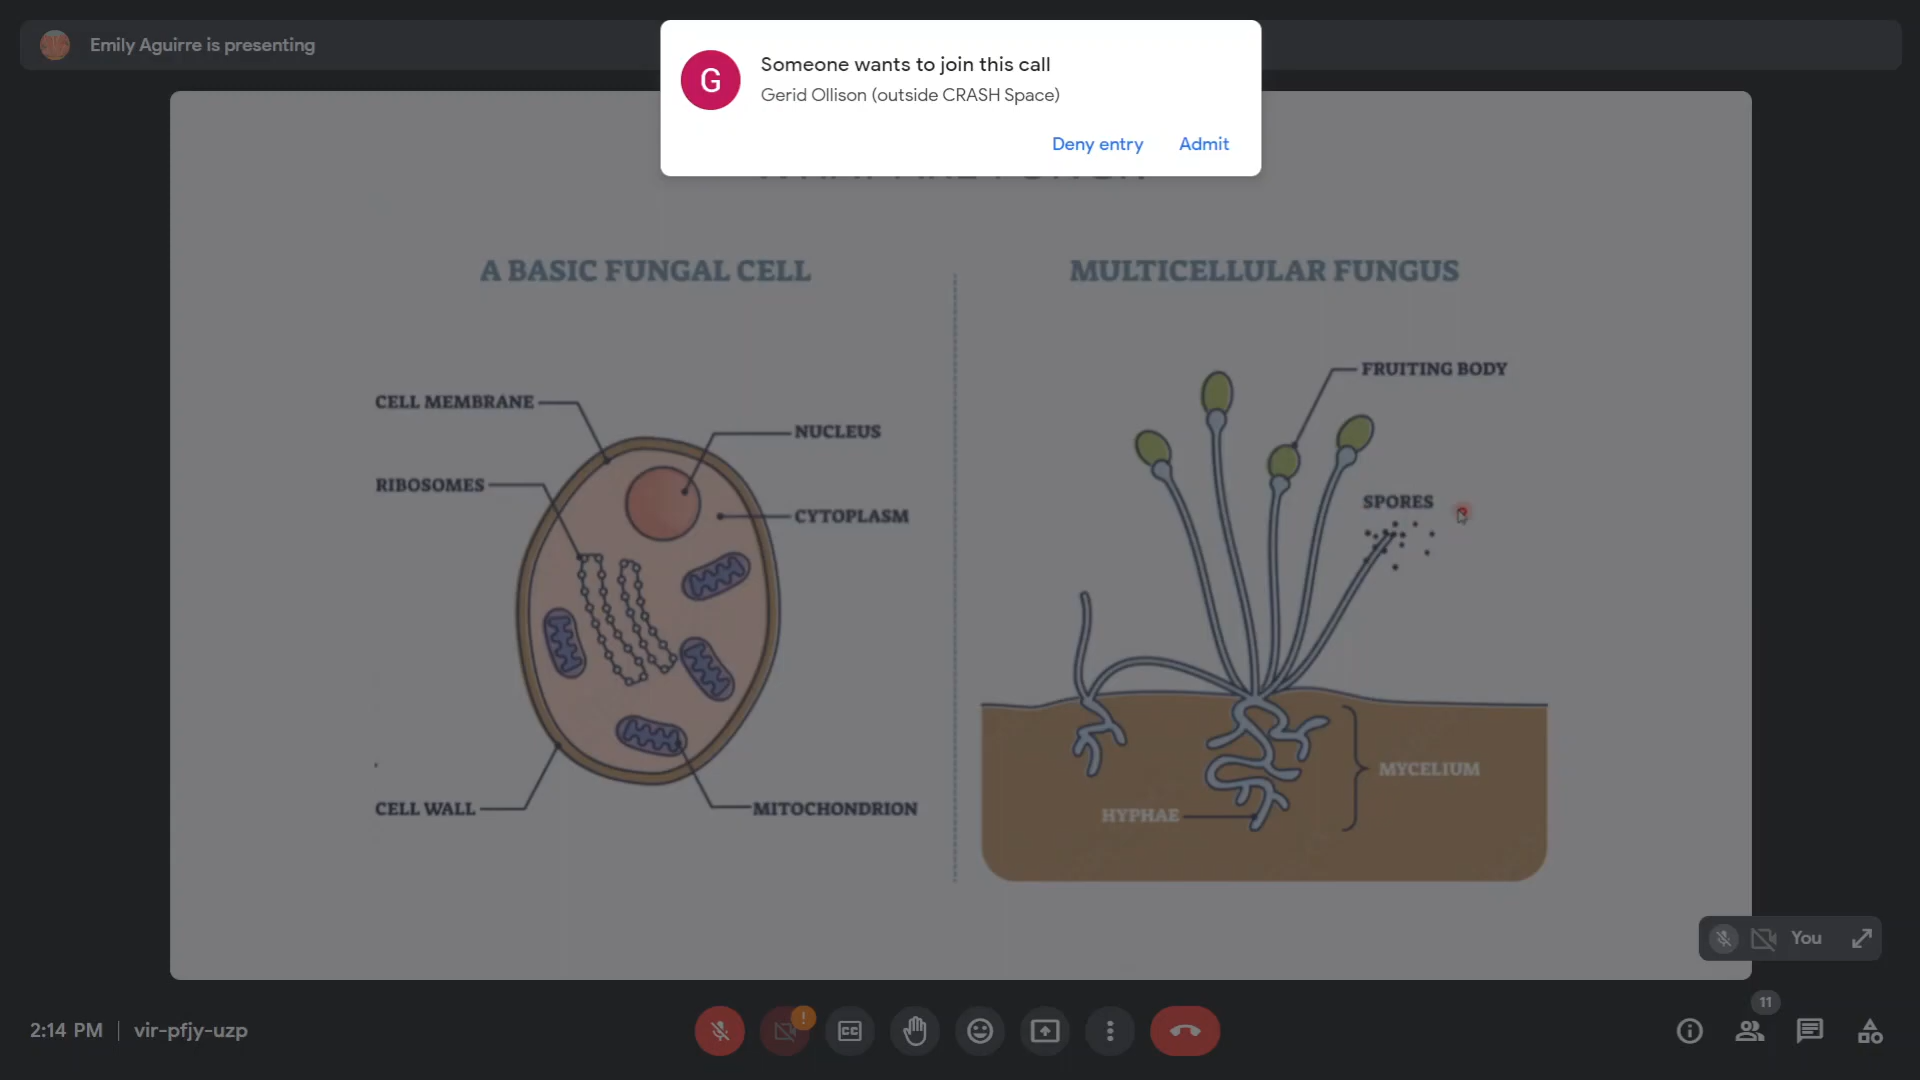 Emily Aguirre is presenting
G
Someone wants to join this call
Gerid Ollison (outside CRASH Space)
Deny entry Admit
A BASIC FUNGAL CELL
CELL MEMBRANE
NUCLEUS
RIBOSOMES
CYTOPLASM
CELL WALL
MITOCHONDRION
MULTICELLULAR FUNGUS
FRUITING BODY
SPORES
MYCELIUM
HYPHAE
You
2:14 PM | vir-pfjy-uzp
!
CC
11